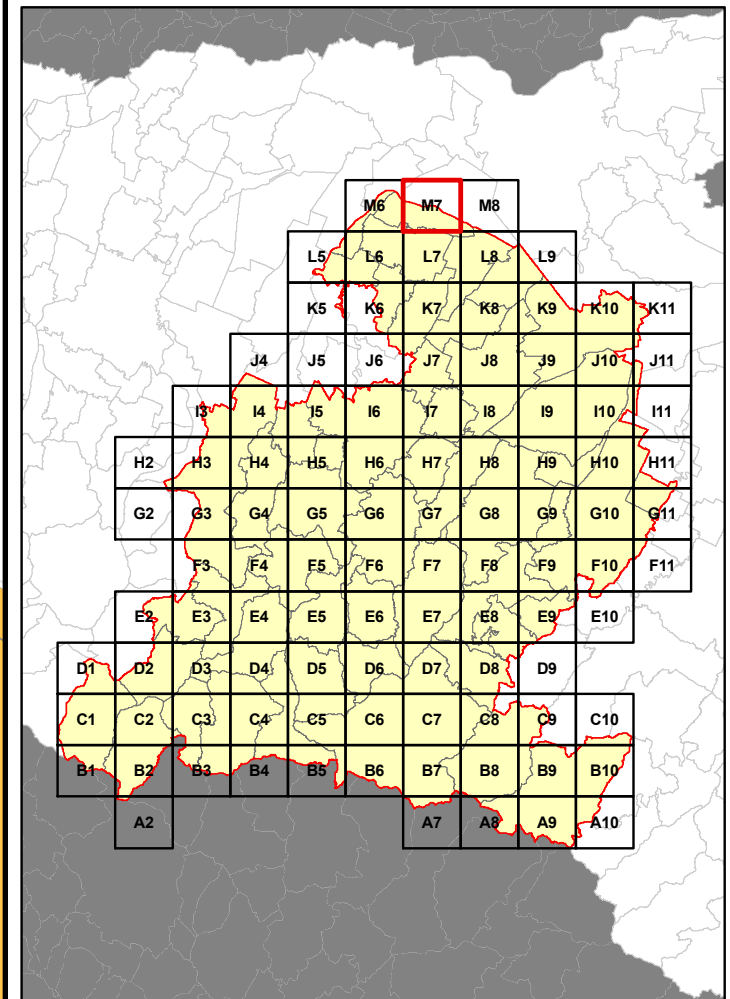 M6 M7 M8
L5 L6 L7 L8 L9
K5 K6 K7 K8 K9 K10 K11
J4 J5 J6 J7 J8 J9 J10 J11
I3 I4 I5 I6 I7 I8 I9 I10 I11
H2 H3 H4 H5 H6 H7 H8 H9 H10 H11
G2 G3 G4 G5 G6 G7 G8 G9 G10 G11
F3 F4 F5 F6 F7 F8 F9 F10 F11
E2 E3 E4 E5 E6 E7 E8 E9 E10
D1 D2 D3 D4 D5 D6 D7 D8 D9
C1 C2 C3 C4 C5 C6 C7 C8 C9 C10
B1 B2 B3 B4 B5 B6 B7 B8 B9 B10
A2 A7 A8 A9 A10